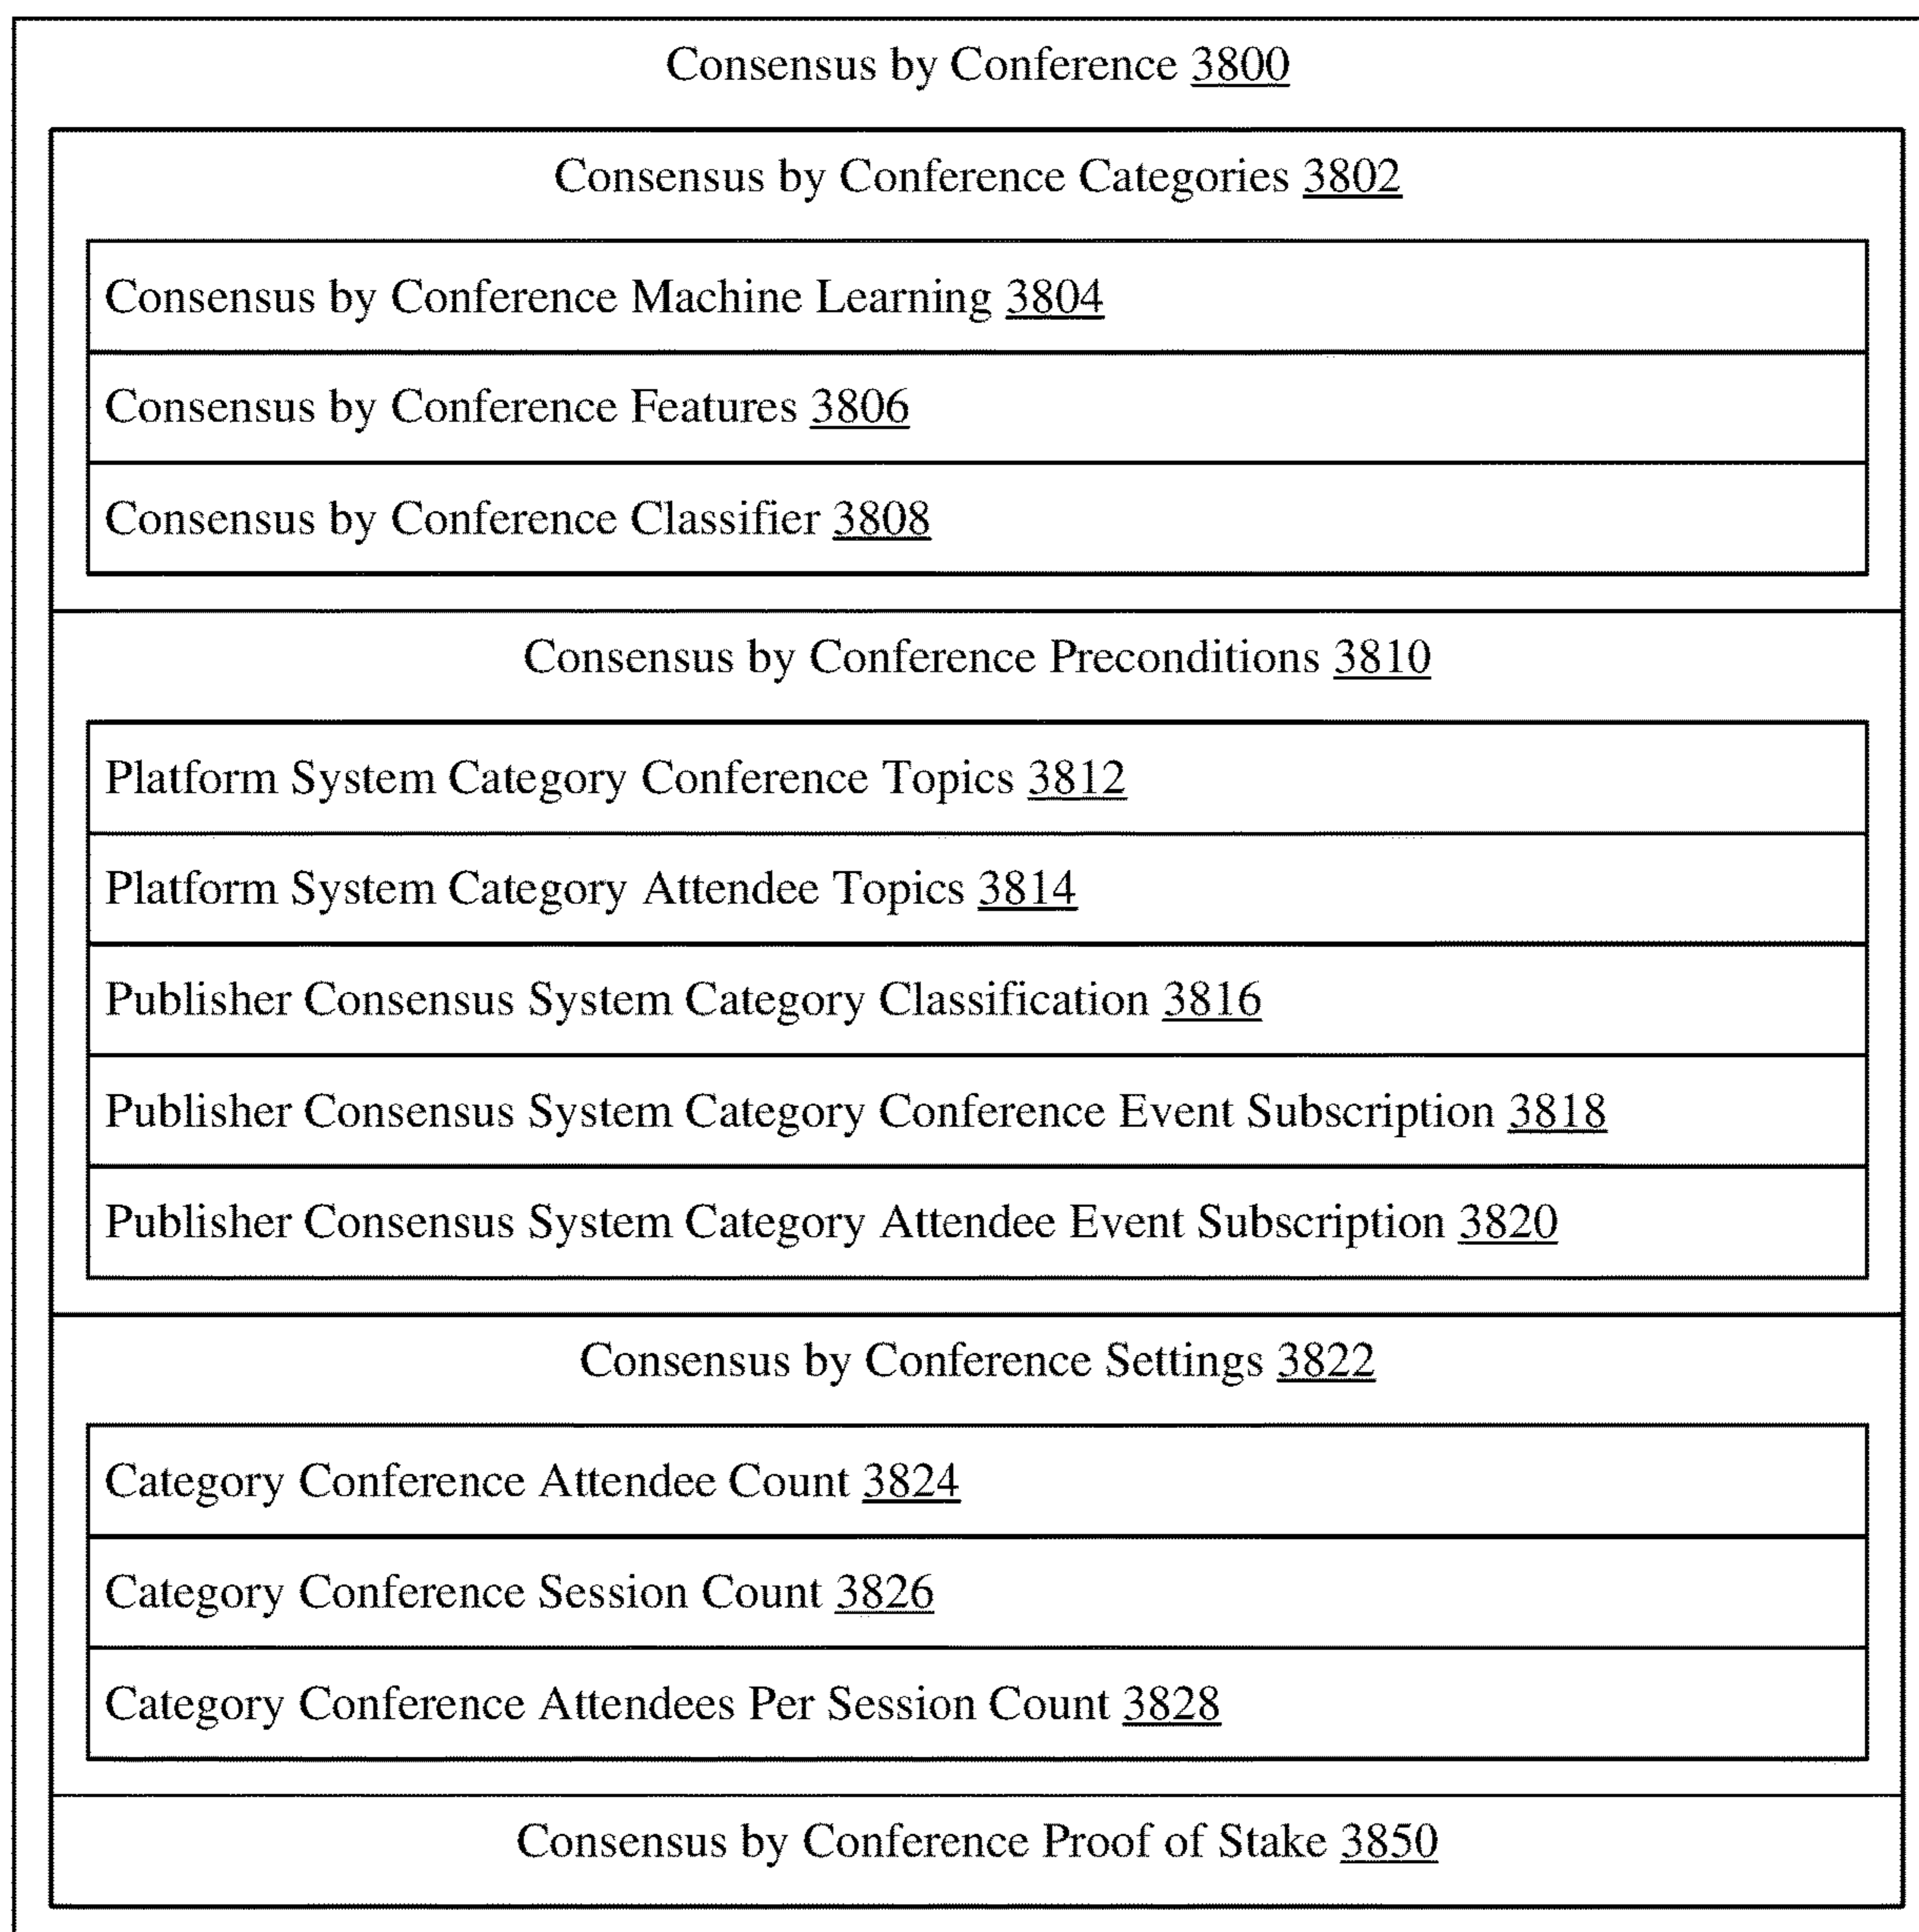 Consensus by Conference 3800
Consensus by Conference Categories 3802
Consensus by Conference Machine Learning 3804
Consensus by Conference Features 3806
Consensus by Conference Classifier 3808
Consensus by Conference Preconditions 3810
Platform System Category Conference Topics 3812
Platform System Category Attendee Topics 3814
Publisher Consensus System Category Classification 3816
Publisher Consensus System Category Conference Event Subscription 3818
Publisher Consensus System Category Attendee Event Subscription 3820
Consensus by Conference Settings 3822
Category Conference Attendee Count 3824
Category Conference Session Count 3826
Category Conference Attendees Per Session Count 3828
Consensus by Conference Proof of Stake 3850